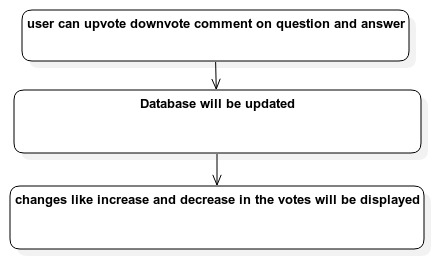 user can upvote downvote comment on question and answer
Database will be updated
changes like increase and decrease in the votes will be displayed